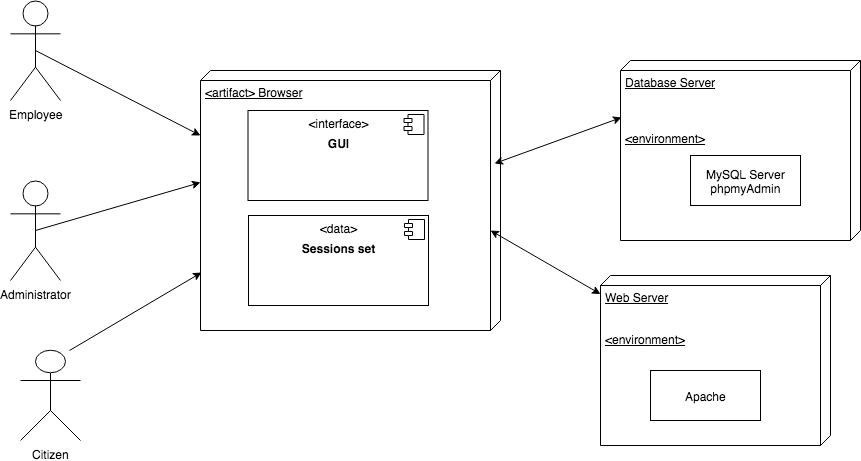 Employee
Administrator
Citizen
<artifact> Browser
<interface>
GUI
<data>
Sessions set
Database Server
<environment>
MySQL Server
phpmyAdmin
Web Server
<environment>
Apache